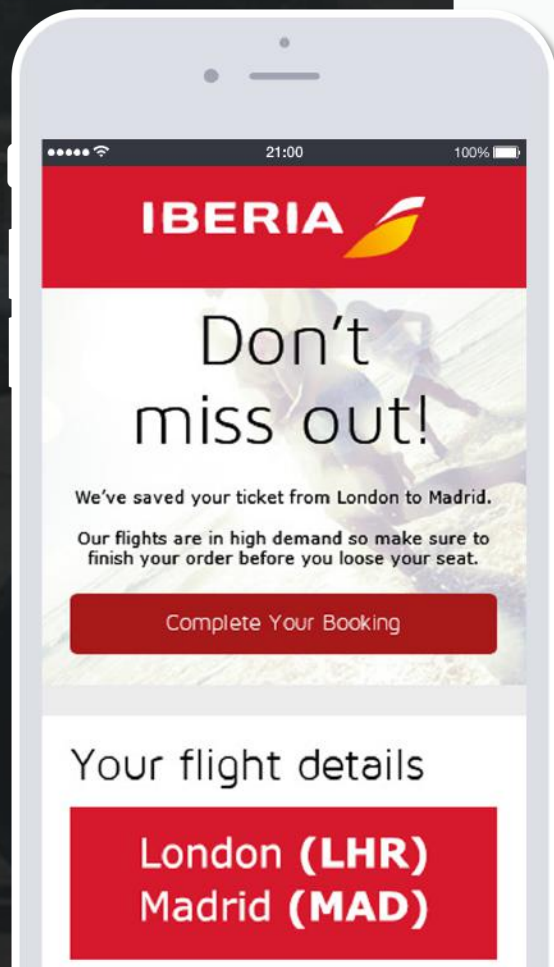 21:00
100%
IBERIA
Don't
miss out!
We've saved your ticket from London to Madrid.
Our flights are in high demand so make sure to
finish your order before you loose your seat.
Complete Your Booking
Your flight details
London (LHR)
Madrid (MAD)